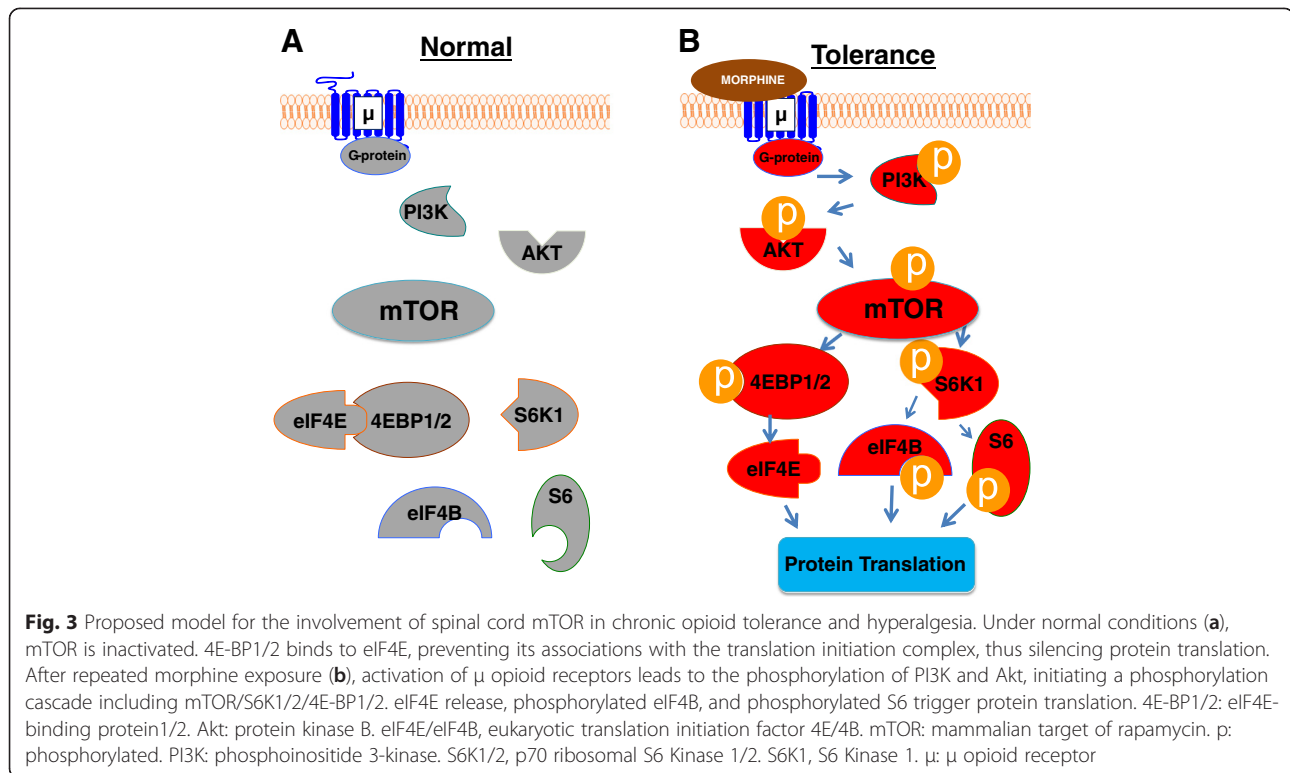 A
Normal
μ
G-protein
PI3K
AKT
mTOR
eIF4E
4EBP1/2
S6K1
eIF4B
S6
B
Tolerance
MORPHINE
μ
G-protein
p
PI3K
p
AKT
p
mTOR
p
4EBP1/2
p
S6K1
eIF4E
eIF4B
p
S6
p
Protein Translation
Fig. 3 Proposed model for the involvement of spinal cord mTOR in chronic opioid tolerance and hyperalgesia. Under normal conditions (a),
mTOR is inactivated. 4E-BP1/2 binds to eIF4E, preventing its associations with the translation initiation complex, thus silencing protein translation.
After repeated morphine exposure (b), activation of μ opioid receptors leads to the phosphorylation of PI3K and Akt, initiating a phosphorylation
cascade including mTOR/S6K1/2/4E-BP1/2. eIF4E release, phosphorylated eIF4B, and phosphorylated S6 trigger protein translation. 4E-BP1/2: eIF4E-
binding protein1/2. Akt: protein kinase B. eIF4E/eIF4B, eukaryotic translation initiation factor 4E/4B. mTOR: mammalian target of rapamycin. p:
phosphorylated. PI3K: phosphoinositide 3-kinase. S6K1/2, p70 ribosomal S6 Kinase 1/2. S6K1, S6 Kinase 1. μ: μ opioid receptor